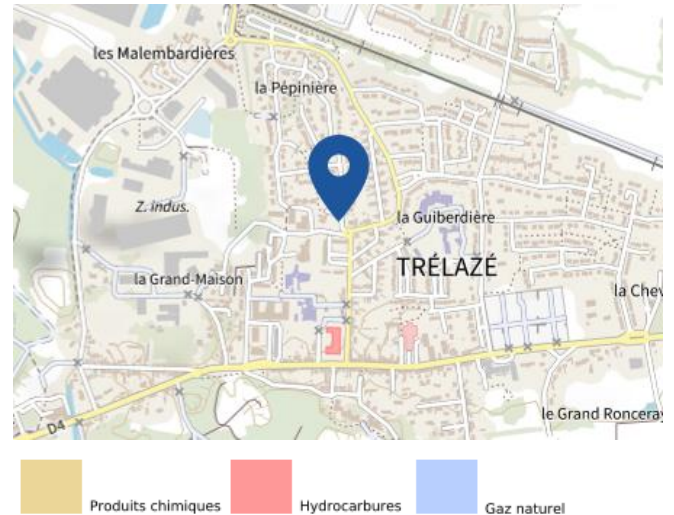 les Malembardières
la Pépinière
Z. Indus.
la Guiberdière
TRÉLAZÉ
la Grand-Maison
la Chev
le Grand Ronceray
D4
Produits chimiques
Hydrocarbures
Gaz naturel